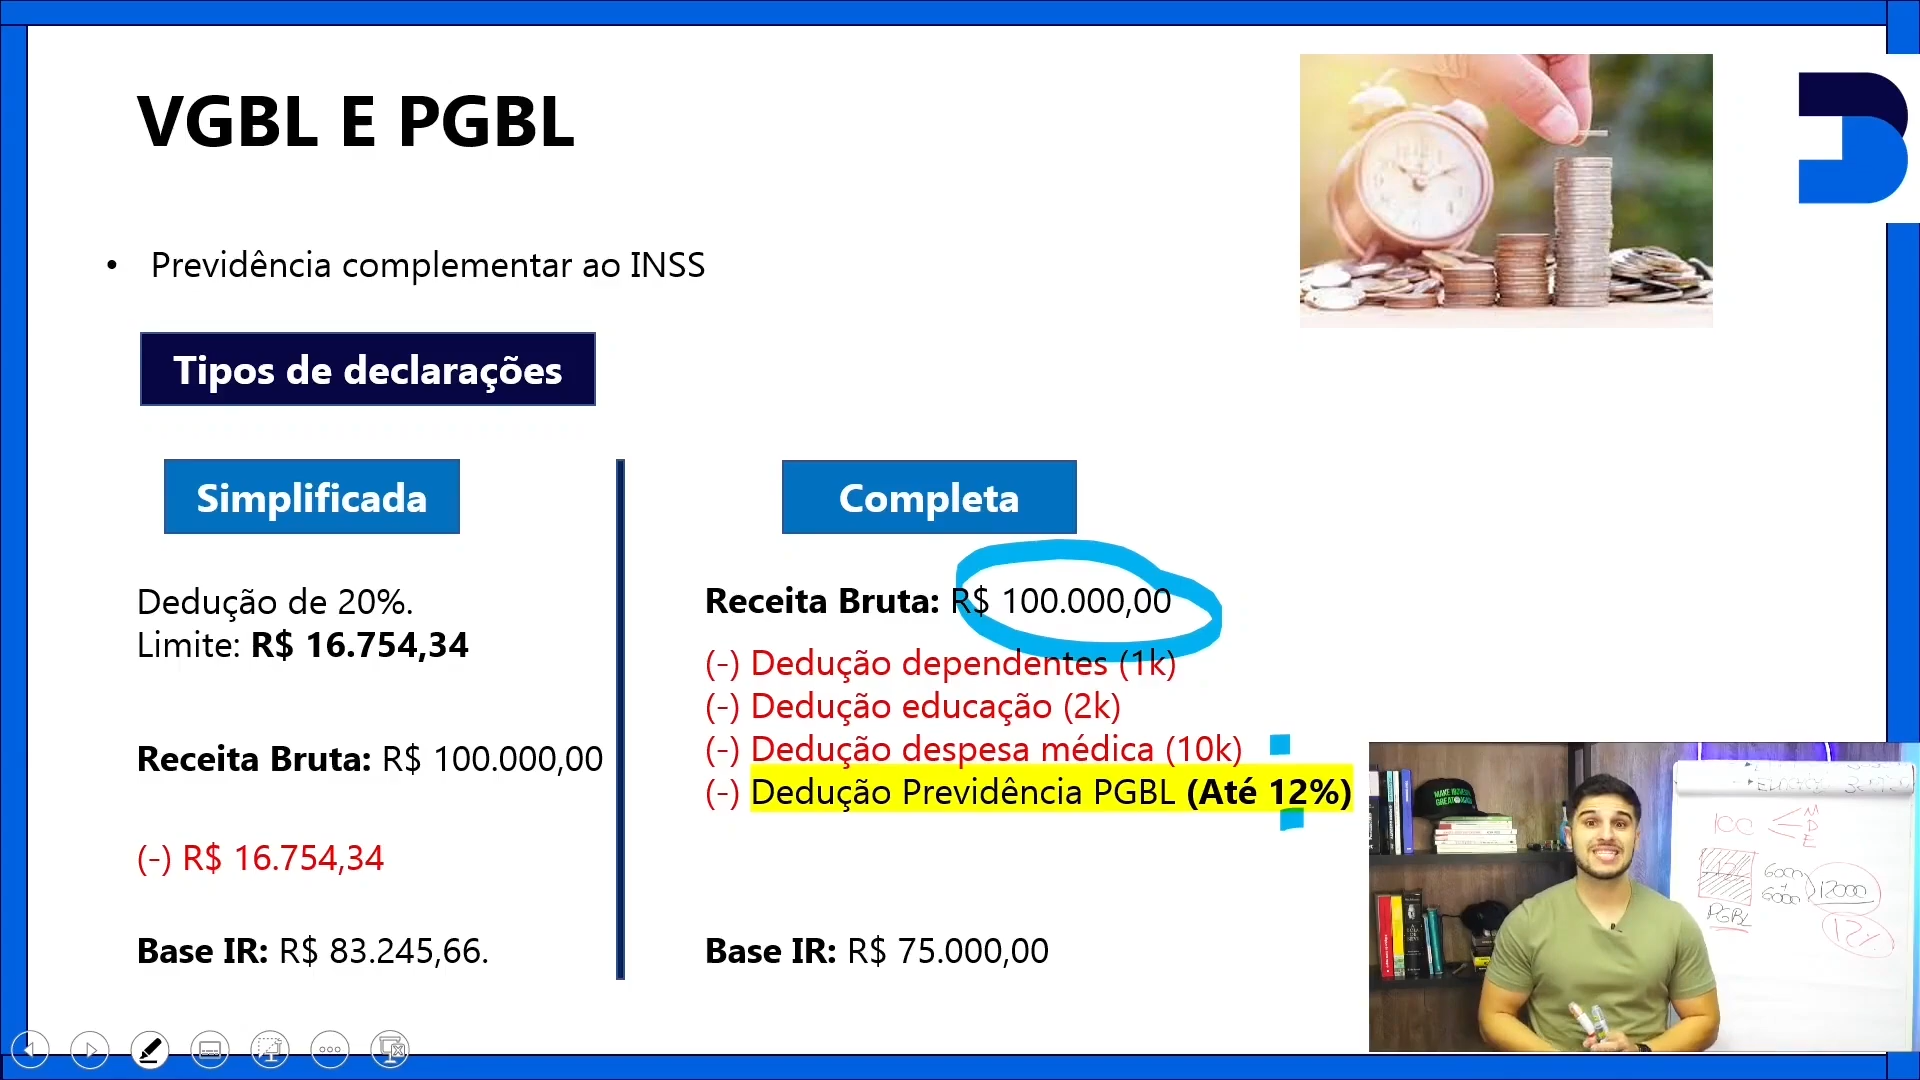 VGBL E PGBL
• Previdência complementar ao INSS
Tipos de declarações
Simplificada
Dedução de 20%.
Limite: R$ 16.754,34
Receita Bruta: R$ 100.000,00
(-) R$ 16.754,34
Base IR: R$ 83.245,66.
Completa
Receita Bruta: R$ 100.000,00
(-) Dedução dependentes (1k)
(-) Dedução educação (2k)
(-) Dedução despesa médica (10k)
(-) Dedução Previdência PGBL (Até 12%)
Base IR: R$ 75.000,00
100
M
D
E
6000
+
6000
12000
PGBL
12%